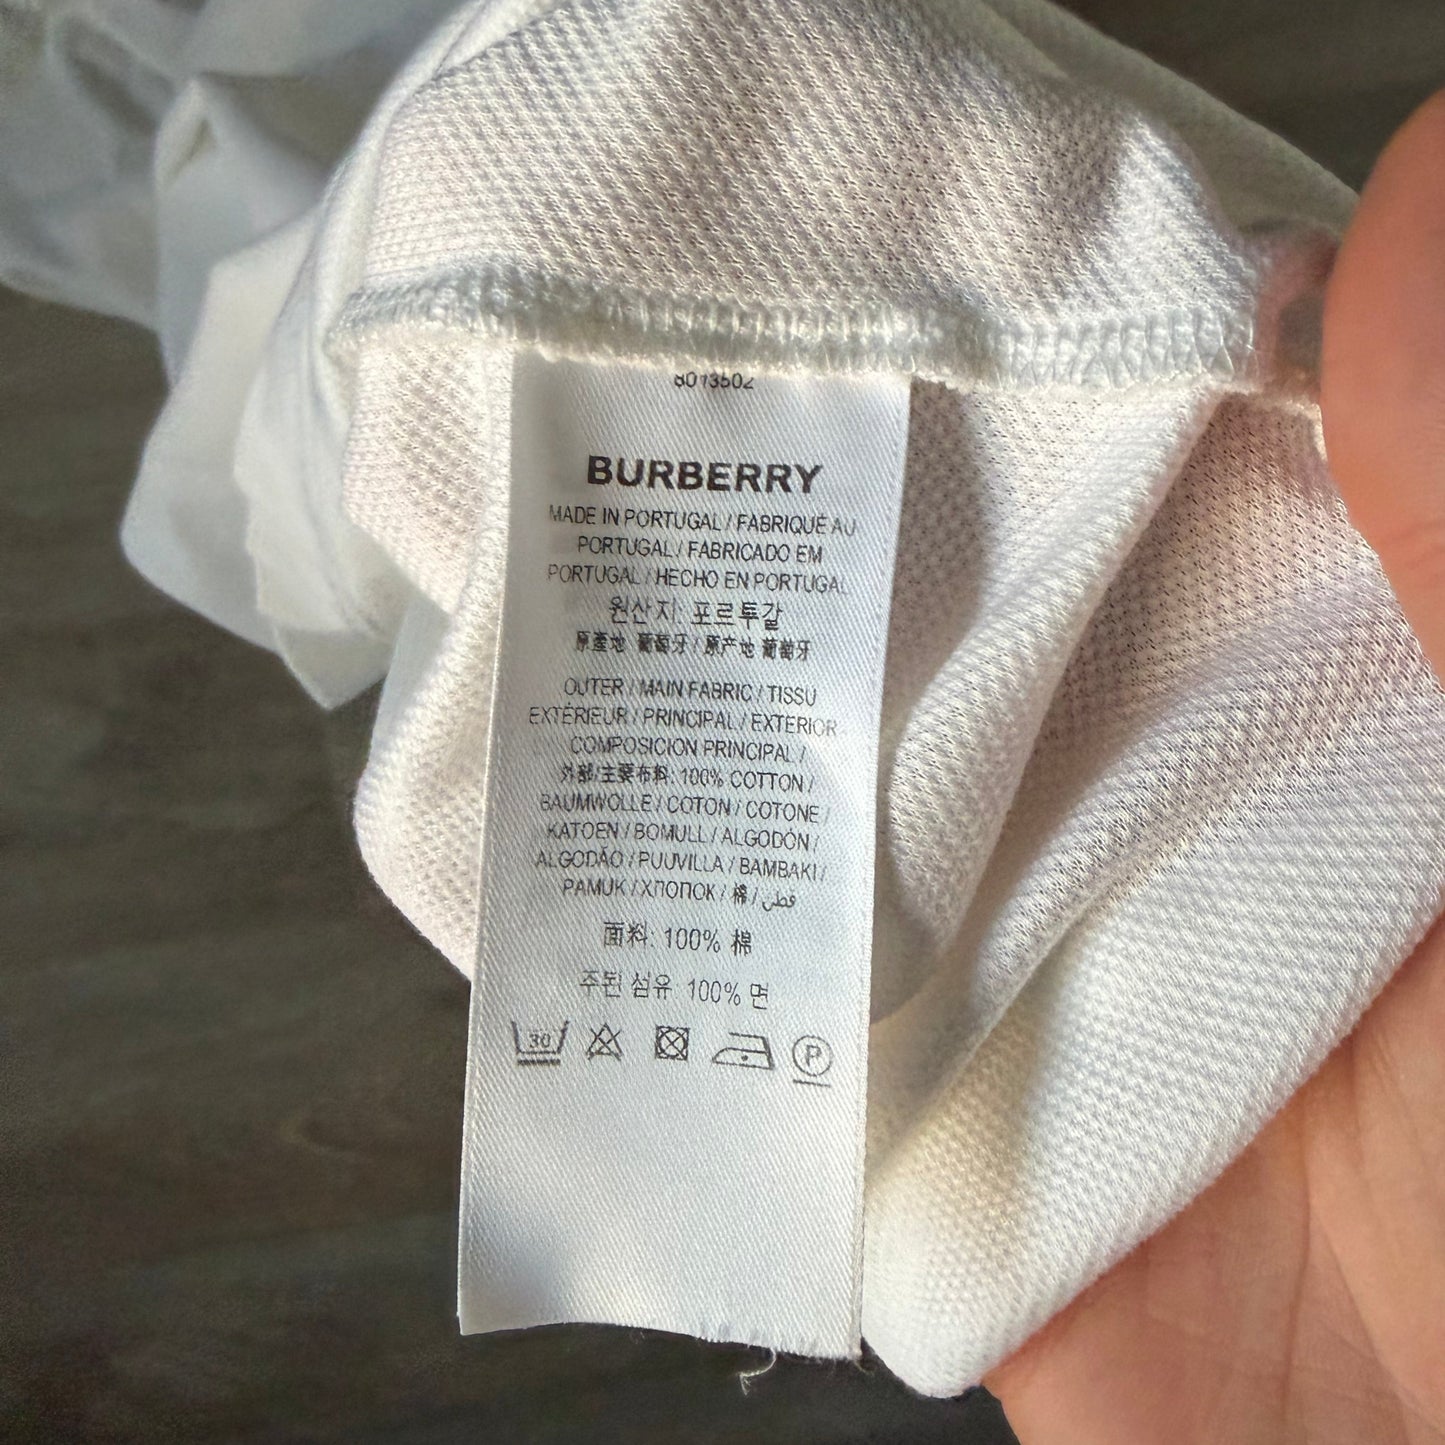 8013502
BURBERRY
MADE IN PORTUGAL / FABRIQUÉ AU
PORTUGAL / FABRICADO EM
PORTUGAL / HECHO EN PORTUGAL
원산지: 포르투갈
原產地 葡萄牙 / 原产地 葡萄牙
OUTER / MAIN FABRIC / TISSU
EXTÉRIEUR / PRINCIPAL / EXTERIOR
COMPOSICION PRINCIPAL /
外部/主要布料: 100% COTTON /
BAUMWOLLE / COTON / COTONE /
KATOEN / BOMULL / ALGODÓN /
ALGODÃO / PUUVILLA / BAMBAKI /
PAMUK / ХЛОПОК / 棉 / قطن
面料: 100% 棉
주된 섬유 100% 면
30 P